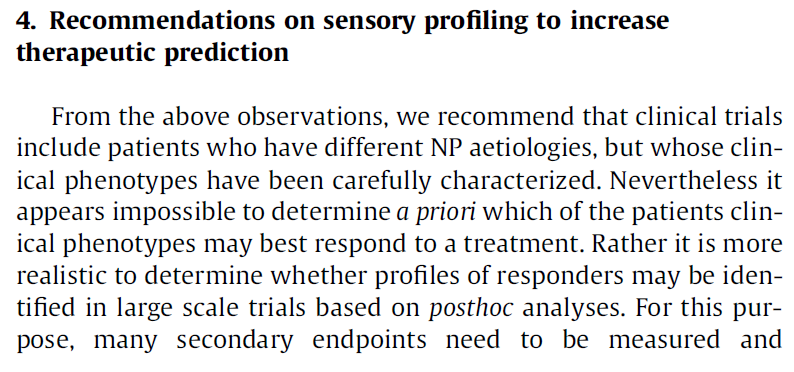 4. Recommendations on sensory profiling to increase
therapeutic prediction
From the above observations, we recommend that clinical trials
include patients who have different NP aetiologies, but whose clin-
ical phenotypes have been carefully characterized. Nevertheless it
appears impossible to determine a priori which of the patients clin-
ical phenotypes may best respond to a treatment. Rather it is more
realistic to determine whether profiles of responders may be iden-
tified in large scale trials based on posthoc analyses. For this pur-
pose, many secondary endpoints need to be measured and